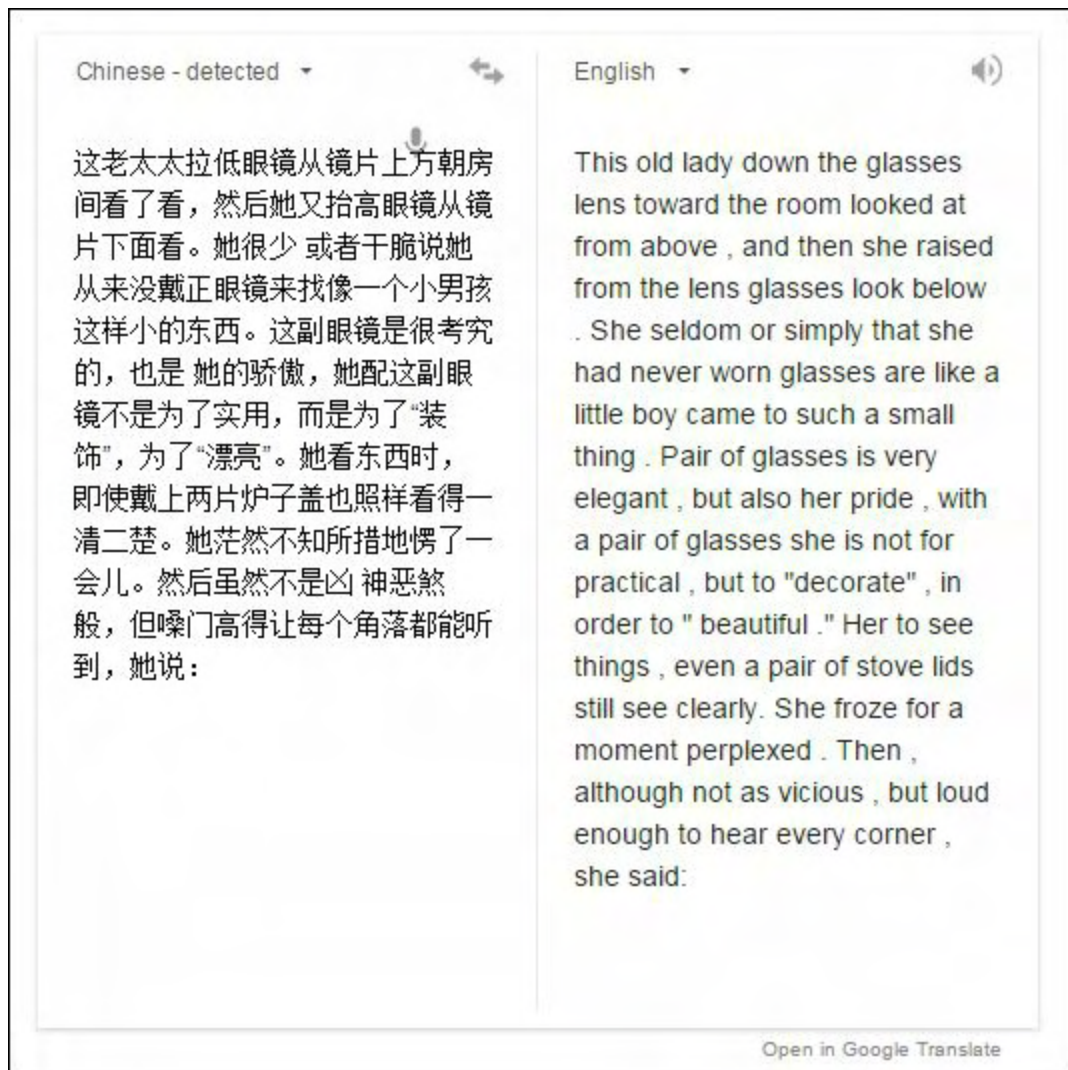 Chinese - detected
English
这老太太拉低眼镜从镜片上方朝房
间看了看，然后她又抬高眼镜从镜
片下面看。她很少 或者干脆说她
从来没戴正眼镜来找像一个小男孩
这样小的东西。这副眼镜是很考究
的，也是 她的骄傲，她配这副眼
镜不是为了实用，而是为了“装
饰”，为了“漂亮”。她看东西时，
即使戴上两片炉子盖也照样看得一
清二楚。她茫然不知所措地愣了一
会儿。然后虽然不是凶 神恶煞
般，但嗓门高得让每个角落都能听
到，她说：
This old lady down the glasses
lens toward the room looked at
from above , and then she raised
from the lens glasses look below
. She seldom or simply that she
had never worn glasses are like a
little boy came to such a small
thing . Pair of glasses is very
elegant , but also her pride , with
a pair of glasses she is not for
practical , but to "decorate" , in
order to " beautiful ." Her to see
things , even a pair of stove lids
still see clearly. She froze for a
moment perplexed . Then ,
although not as vicious , but loud
enough to hear every corner ,
she said:
Open in Google Translate